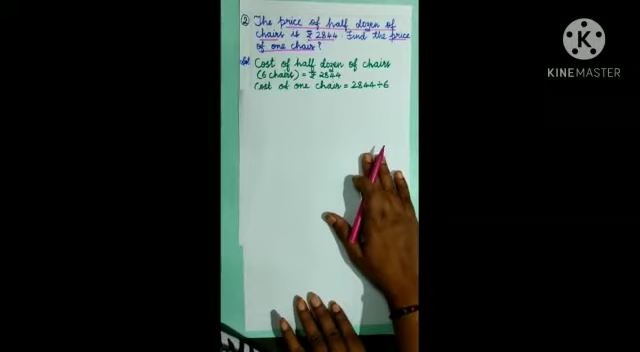 ② The price of half dozen of
chairs is ₹ 2844 Find the price
of one chair?
Sol Cost of half dozen of chairs
(6 chairs) = ₹ 2844
Cost of one chair = 2844÷6
KINEMASTER